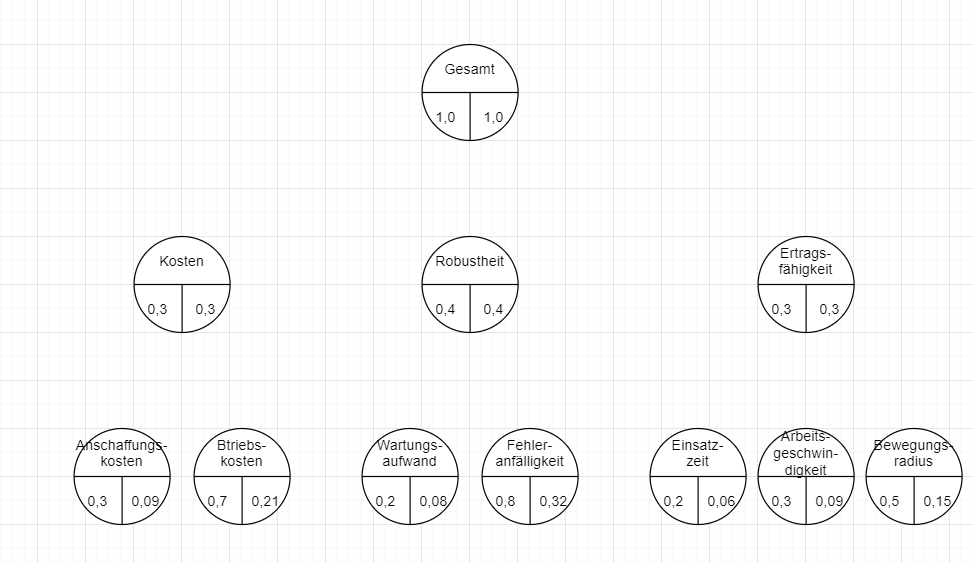 Gesamt
1,0 1,0
Kosten
0,3 0,3
Robustheit
0,4 0,4
Ertrags-
fähigkeit
0,3 0,3
Anschaffungs-
kosten
0,3 0,09
Btriebs-
kosten
0,7 0,21
Wartungs-
aufwand
0,2 0,08
Fehler-
anfälligkeit
0,8 0,32
Einsatz-
zeit
0,2 0,06
Arbeits-
geschwin-
digkeit
0,3 0,09
Bewegungs-
radius
0,5 0,15